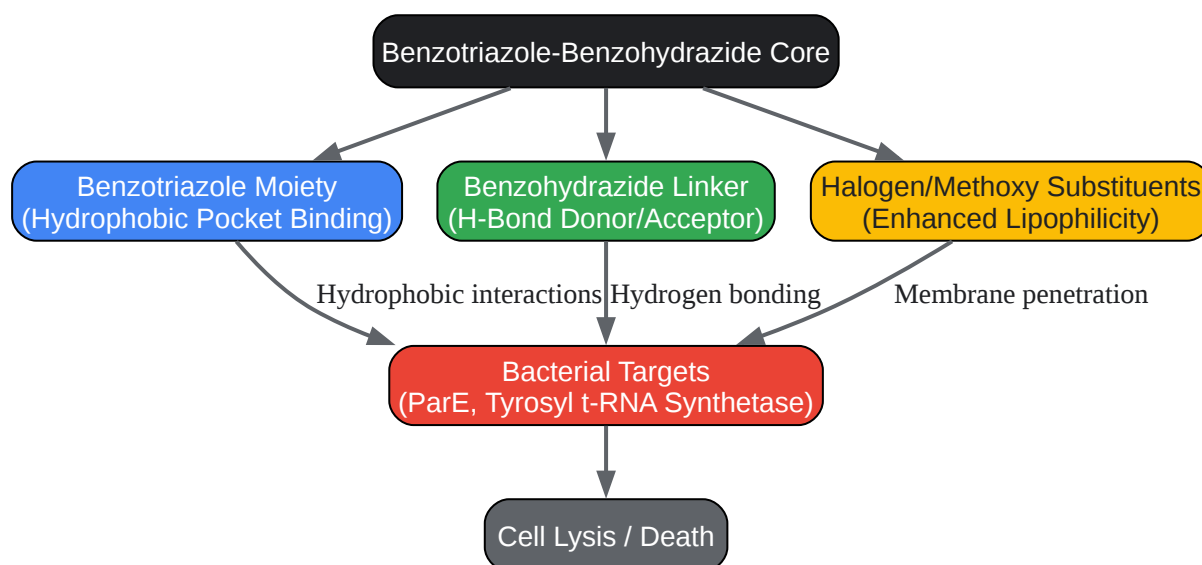 Benzotriazole-Benzohydrazide Core
Benzotriazole Moiety
(Hydrophobic Pocket Binding)
Benzohydrazide Linker
(H-Bond Donor/Acceptor)
Halogen/Methoxy Substituents
(Enhanced Lipophilicity)
Hydrophobic interactions
Hydrogen bonding
Membrane penetration
Bacterial Targets
(ParE, Tyrosyl t-RNA Synthetase)
Cell Lysis / Death